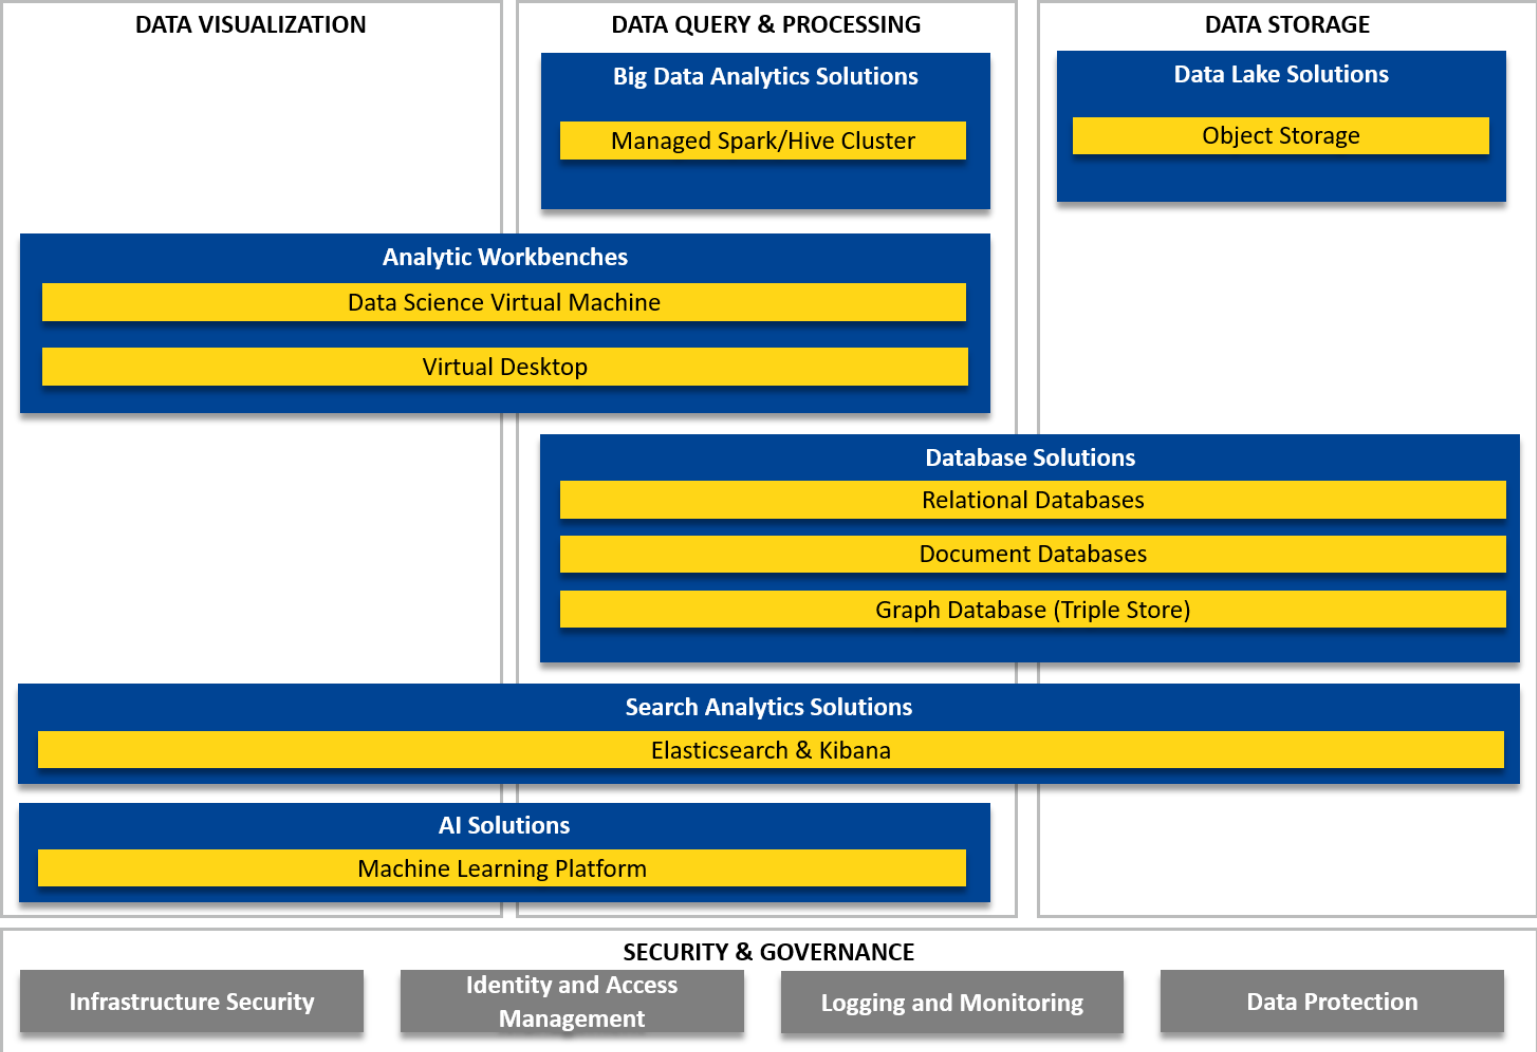 DATA VISUALIZATION
DATA QUERY & PROCESSING
DATA STORAGE
Big Data Analytics Solutions
Managed Spark/Hive Cluster
Data Lake Solutions
Object Storage
Analytic Workbenches
Data Science Virtual Machine
Virtual Desktop
Database Solutions
Relational Databases
Document Databases
Graph Database (Triple Store)
Search Analytics Solutions
Elasticsearch & Kibana
AI Solutions
Machine Learning Platform
SECURITY & GOVERNANCE
Infrastructure Security
Identity and Access
Management
Logging and Monitoring
Data Protection